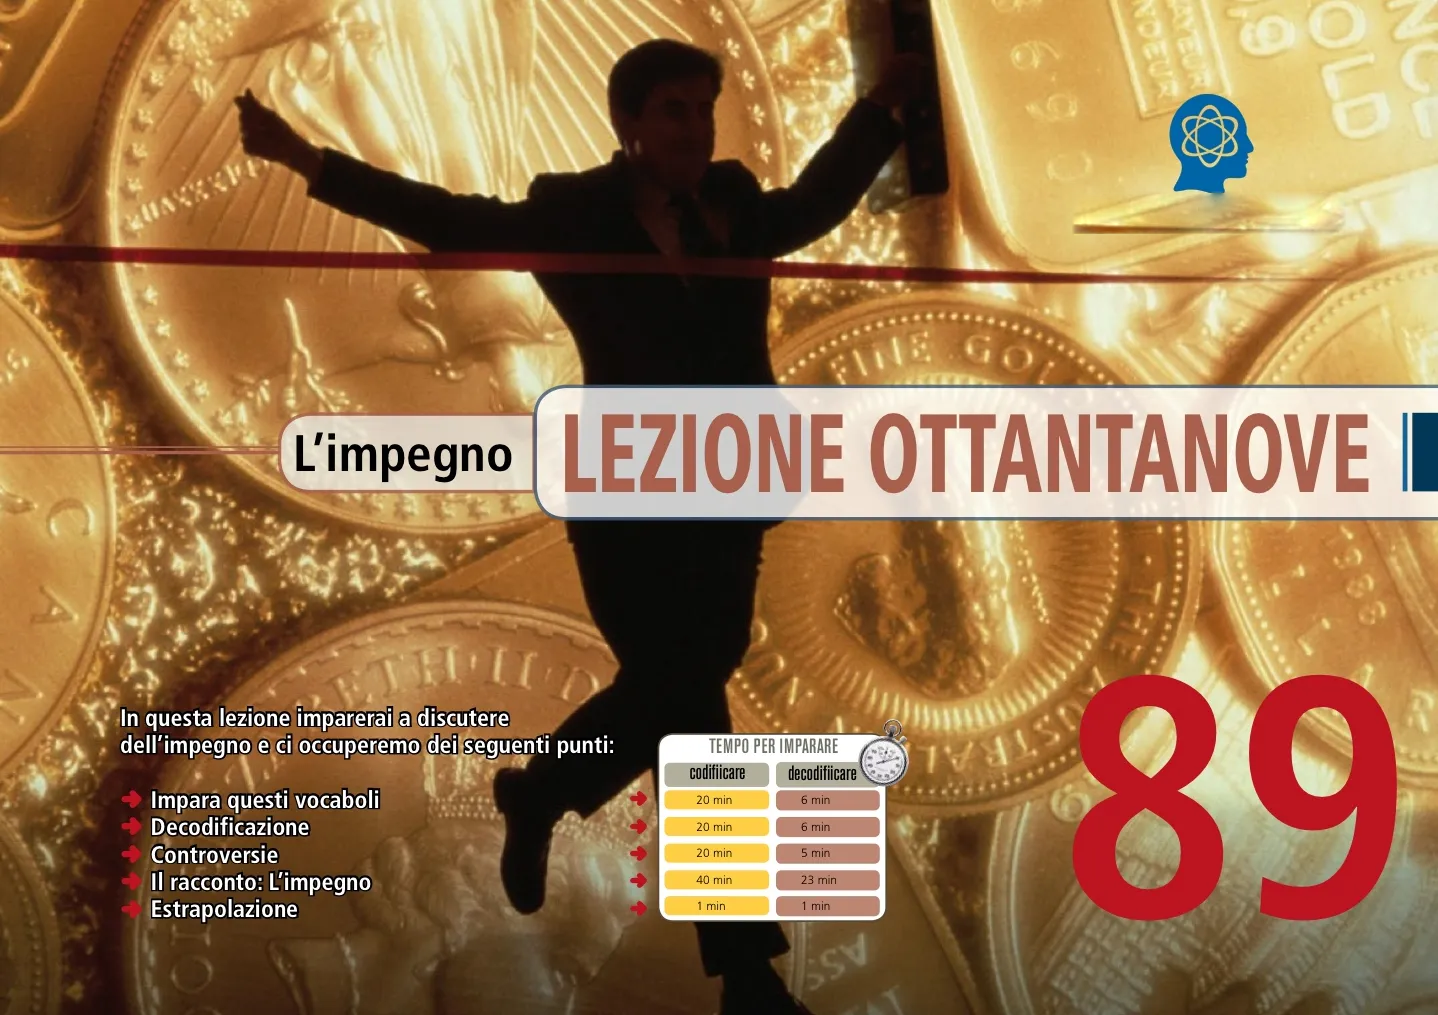 FINE GOL
L'impegno
LEZIONE OTTANTANOVE
In questa lezione imparerai a discutere
dell'impegno e ci occuperemo dei seguenti punti:
Impara questi vocaboli
Decodificazione
Controversie
Il racconto: L'impegno
Estrapolazione
TEMPO PER IMPARARE
codifiicare decodifiicare
20 min 6 min
20 min 6 min
20 min 5 min
40 min 23 min
1 min 1 min
89